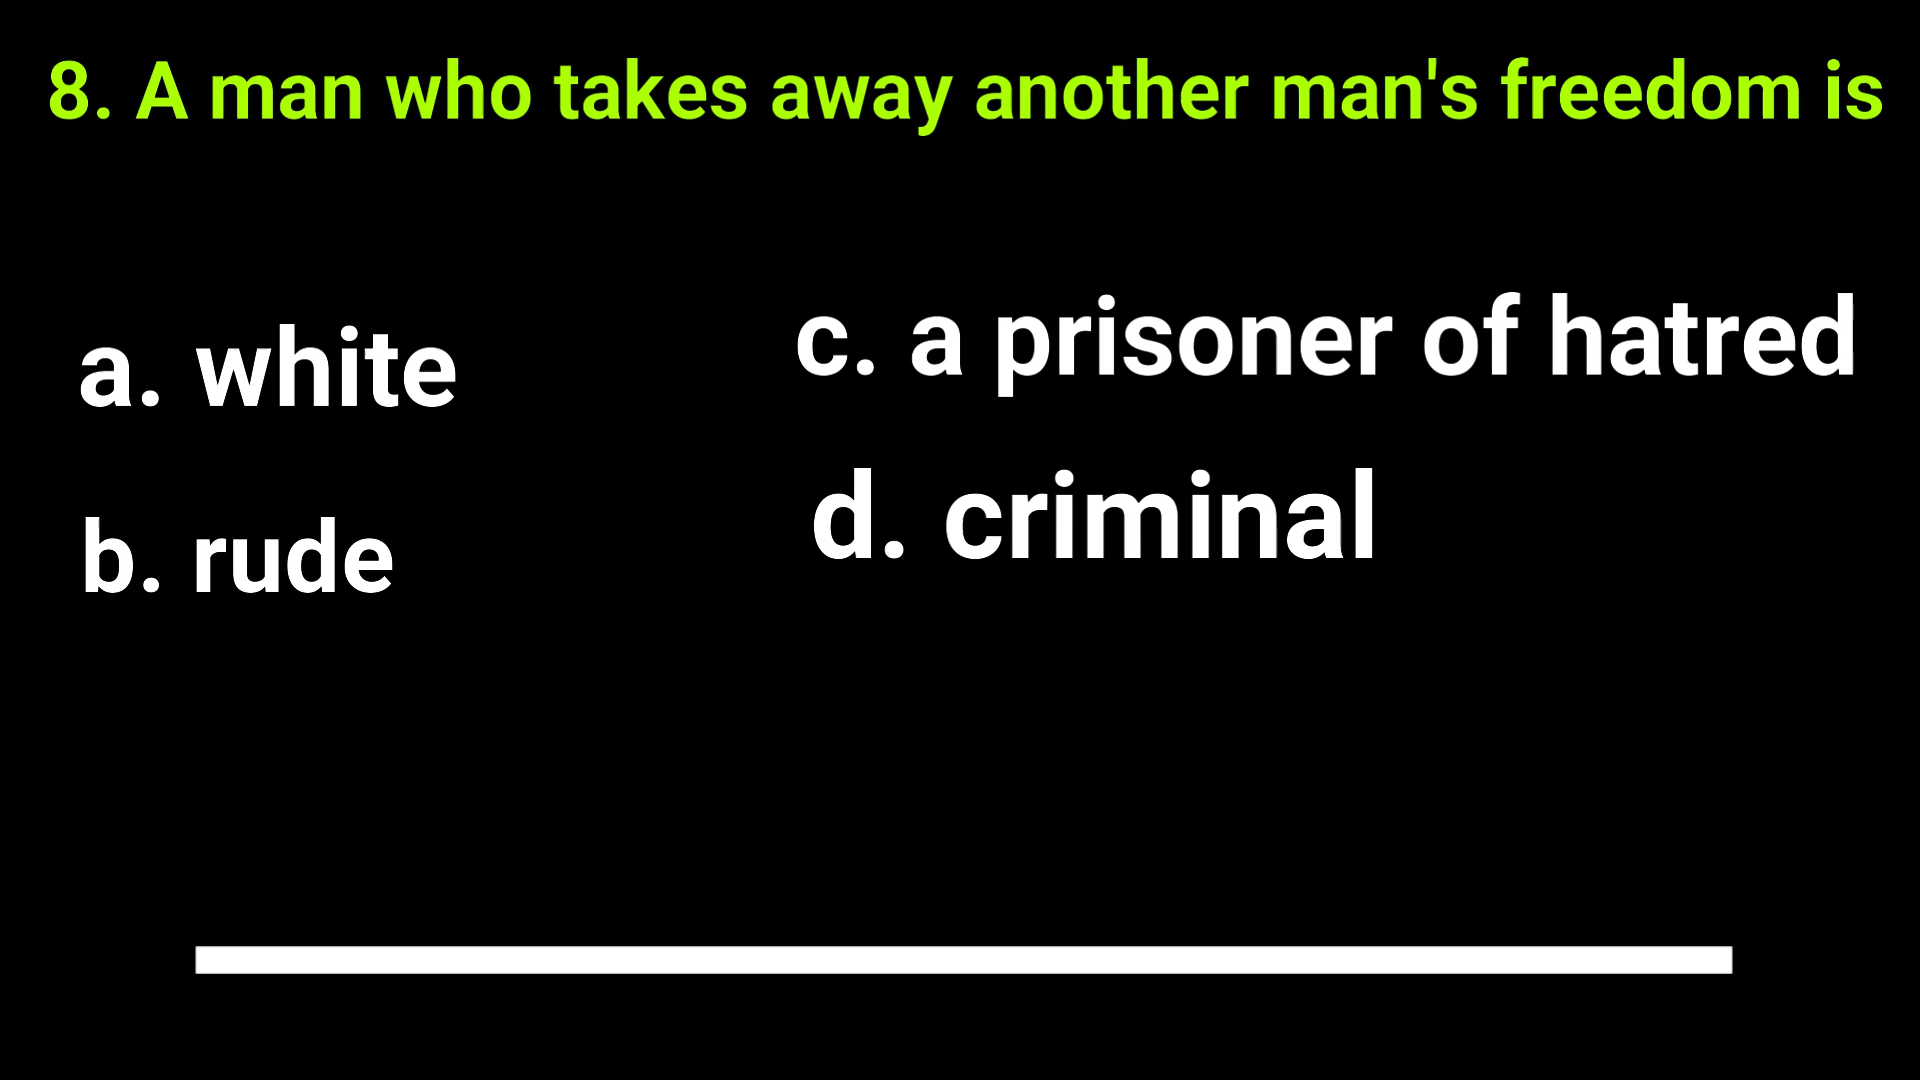 8. A man who takes away another man's freedom is
a. white
b. rude
c. a prisoner of hatred
d. criminal